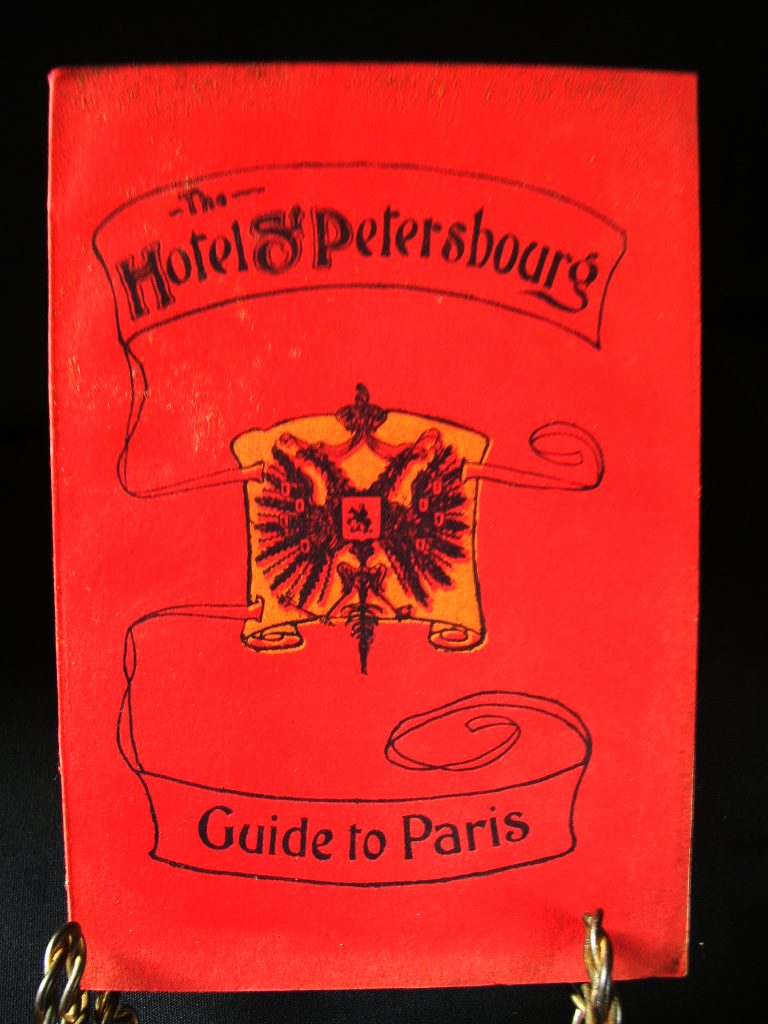 - The -
Hotel St Petersbourg
Guide to Paris